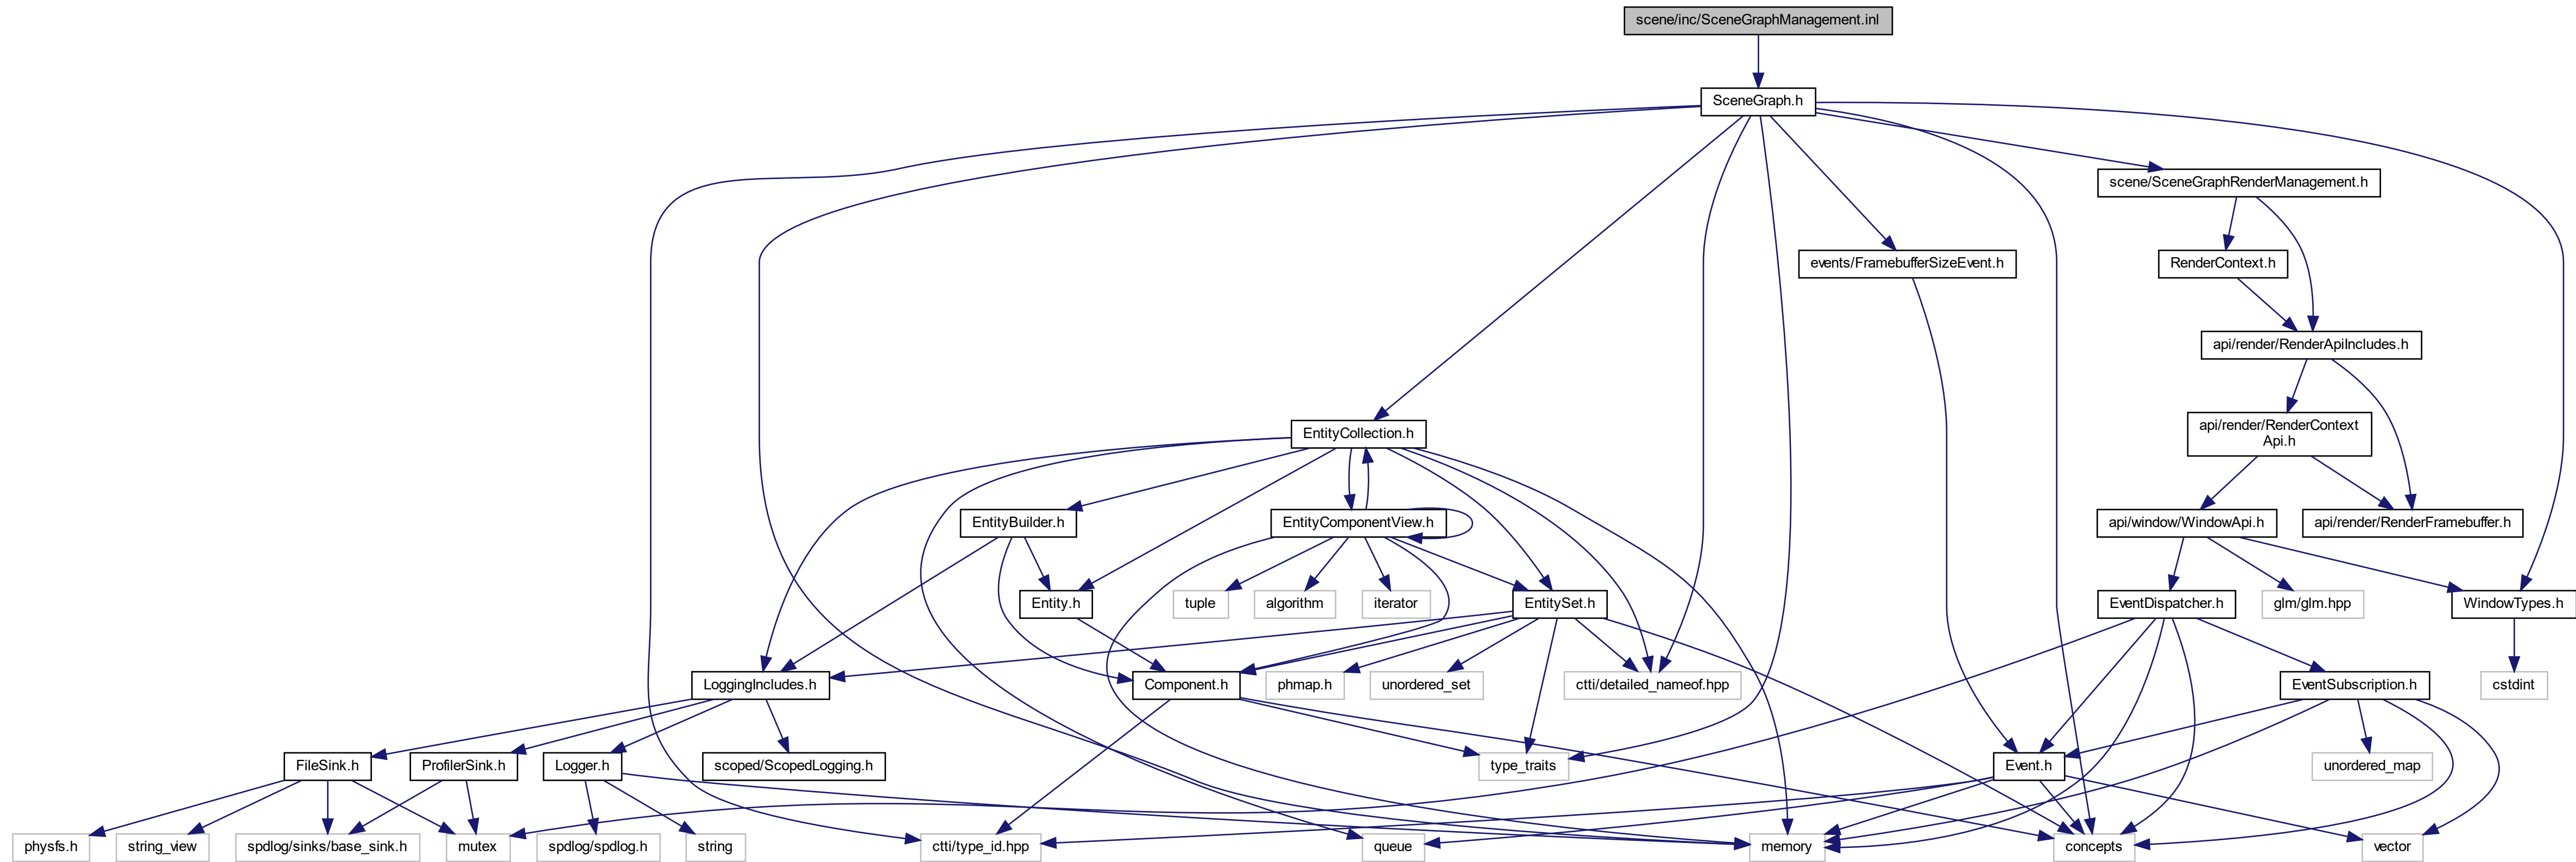 scene/inc/SceneGraphManagement.inl
SceneGraph.h
scene/SceneGraphRenderManagement.h
events/FramebufferSizeEvent.h
RenderContext.h
api/render/RenderApiIncludes.h
EntityCollection.h
api/render/RenderContext
Api.h
EntityBuilder.h
EntityComponentView.h
api/window/WindowApi.h
api/render/RenderFramebuffer.h
Entity.h
tuple
algorithm
iterator
EntitySet.h
EventDispatcher.h
glm/glm.hpp
WindowTypes.h
LoggingIncludes.h
Component.h
phmap.h
unordered_set
ctti/detailed_nameof.hpp
EventSubscription.h
cstdint
FileSink.h
ProfilerSink.h
Logger.h
scoped/ScopedLogging.h
type_traits
Event.h
unordered_map
physfs.h
string_view
spdlog/sinks/base_sink.h
mutex
spdlog/spdlog.h
string
ctti/type_id.hpp
queue
memory
concepts
vector